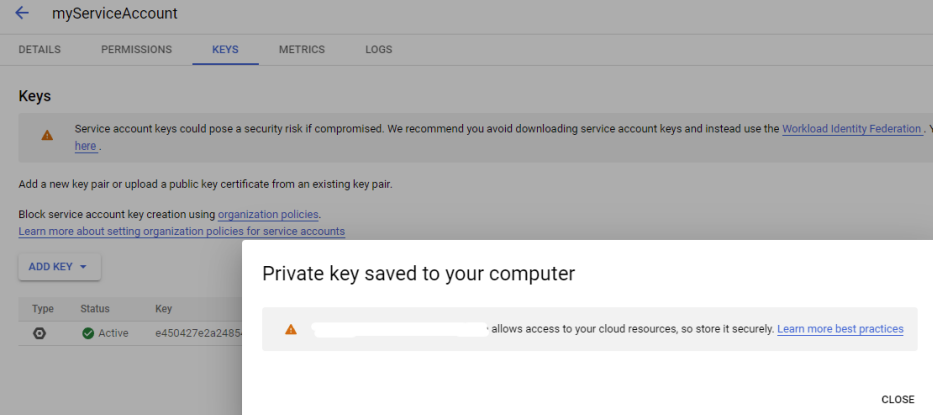 myServiceAccount
DETAILS PERMISSIONS KEYS METRICS LOGS
Keys
Service account keys could pose a security risk if compromised. We recommend you avoid downloading service account keys and instead use the Workload Identity Federation .
here .
Add a new key pair or upload a public key certificate from an existing key pair.
Block service account key creation using organization policies.
Learn more about setting organization policies for service accounts
ADD KEY
Type Status Key
Active e450427e2a2485
Private key saved to your computer
allows access to your cloud resources, so store it securely. Learn more best practices
CLOSE